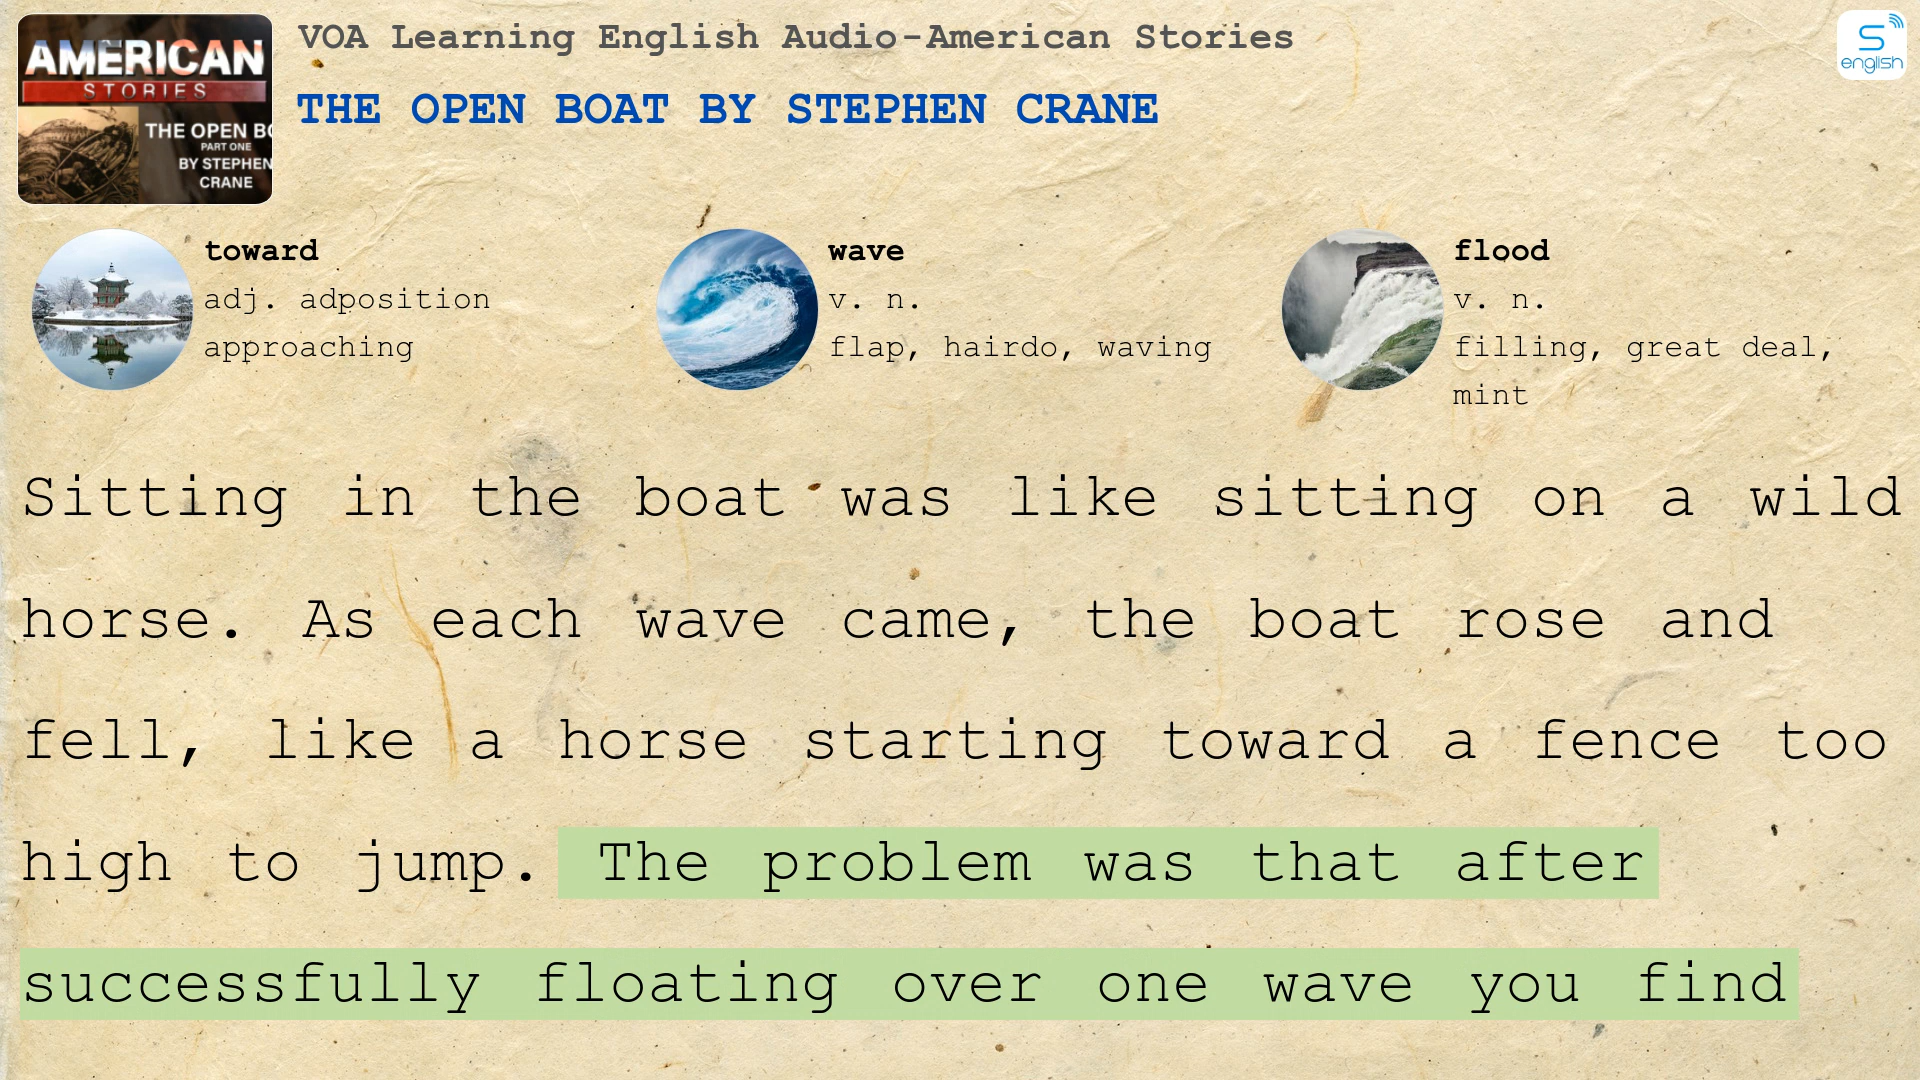 AMERICAN
STORIES
THE OPEN BO
PART ONE
BY STEPHEN
CRANE
VOA Learning English Audio-American Stories
THE OPEN BOAT BY STEPHEN CRANE
S
english
toward
adj. adposition
approaching
wave
v. n.
flap, hairdo, waving
flood
v. n.
filling, great deal,
mint
Sitting in the boat was like sitting on a wild
horse. As each wave came, the boat rose and
fell, like a horse starting toward a fence too
high to jump. The problem was that after
successfully floating over one wave you find